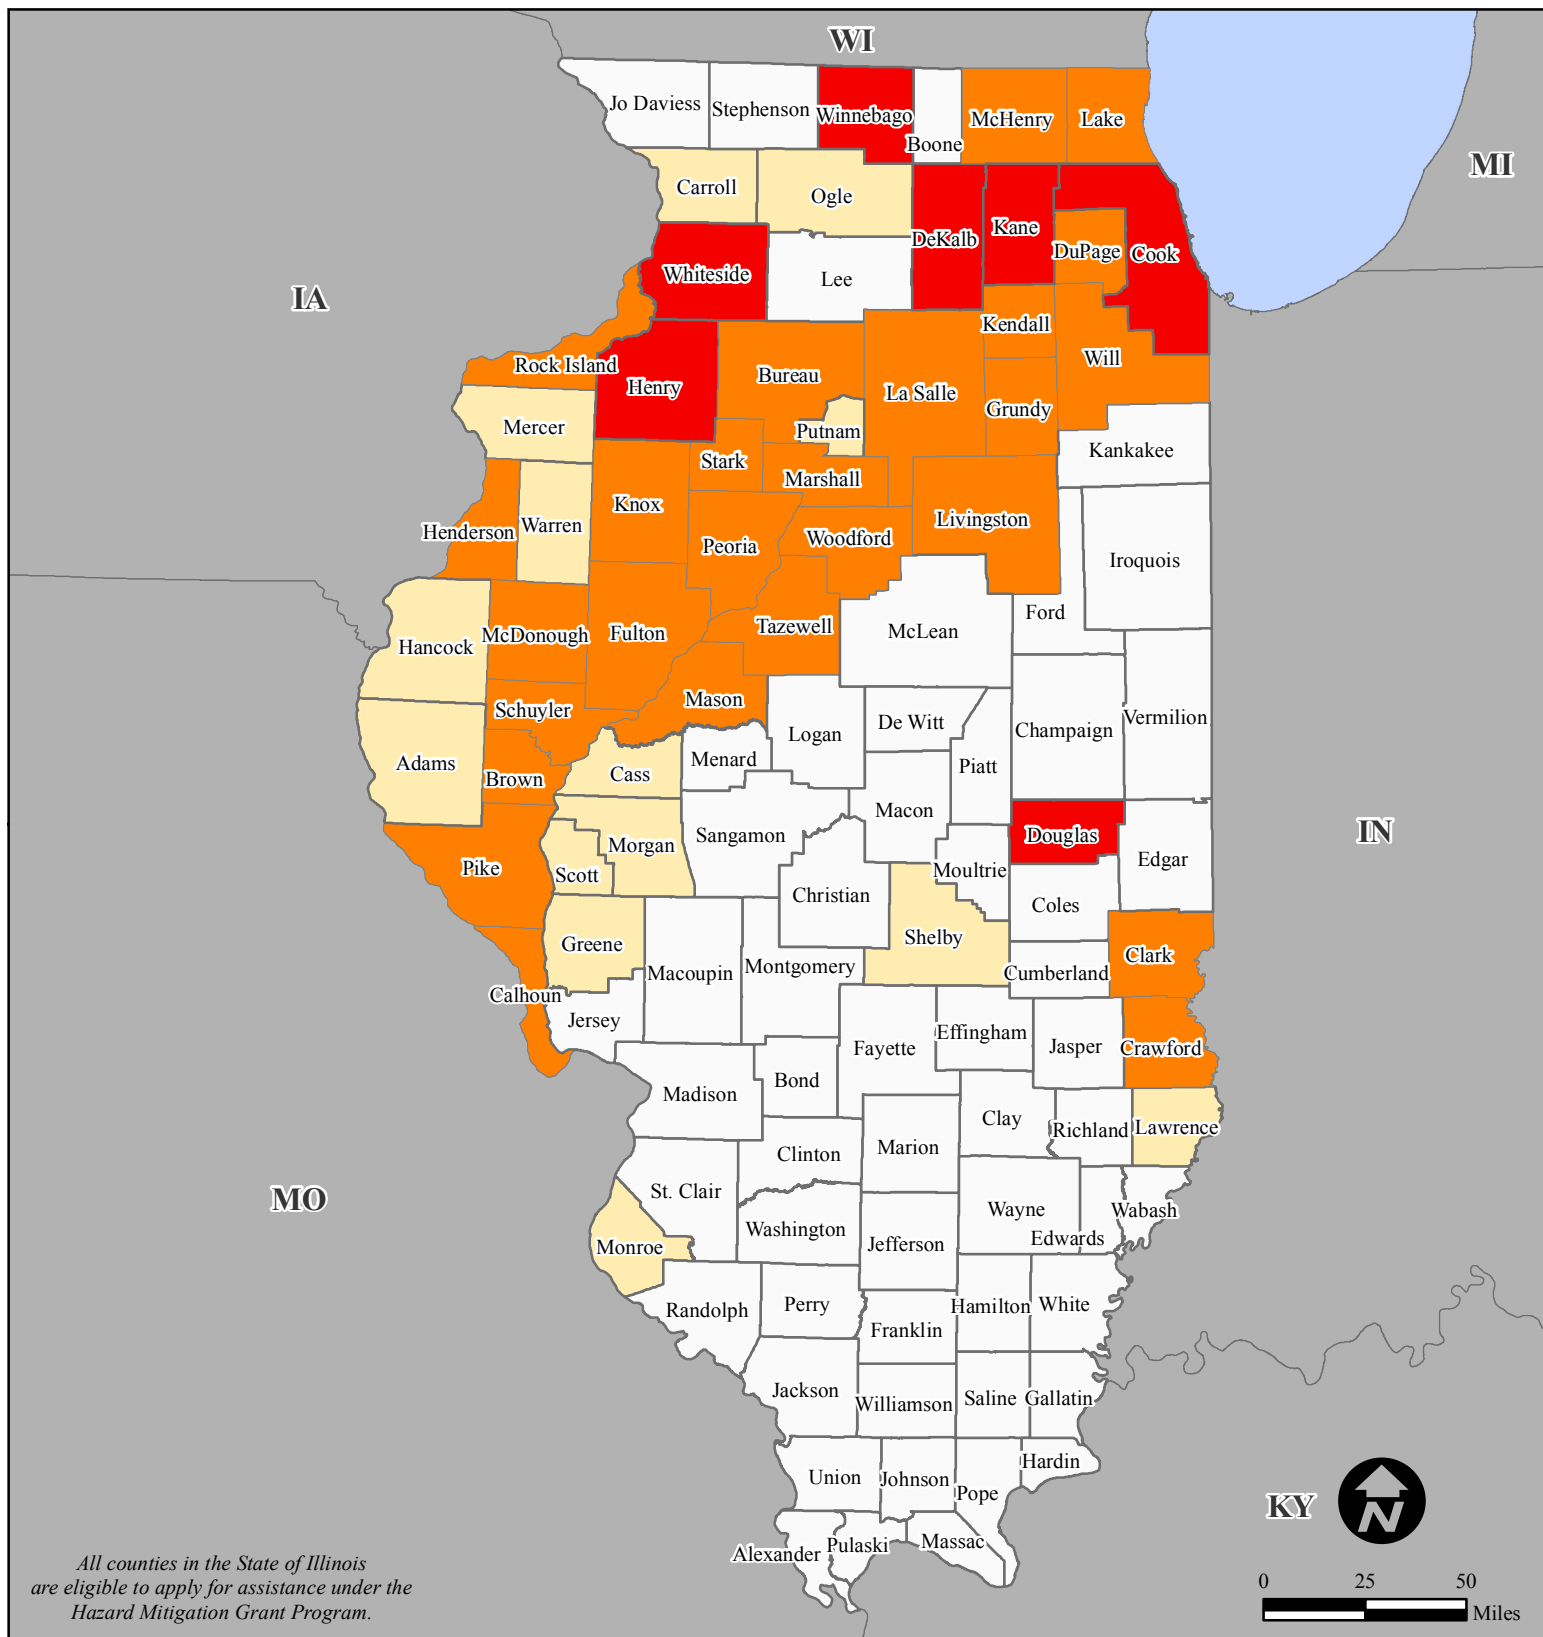 WI
Jo Daviess
Stephenson
Winnebago
Boone
McHenry
Lake
MI
Carroll
Ogle
DeKalb
Kane
DuPage
Cook
Whiteside
Lee
IA
Kendall
Will
Rock Island
Henry
Bureau
La Salle
Grundy
Mercer
Putnam
Kankakee
Stark
Marshall
Knox
Henderson
Warren
Peoria
Woodford
Livingston
Iroquois
Ford
Hancock
McDonough
Fulton
Tazewell
McLean
Schuyler
Mason
Logan
De Witt
Champaign
Vermilion
Adams
Brown
Cass
Menard
Piatt
Macon
Sangamon
Douglas
IN
Morgan
Scott
Pike
Christian
Moultrie
Edgar
Coles
Greene
Shelby
Macoupin
Montgomery
Cumberland
Clark
Calhoun
Jersey
Fayette
Effingham
Jasper
Crawford
Madison
Bond
Clay
Richland
Lawrence
Clinton
Marion
MO
St. Clair
Washington
Wayne
Edwards
Wabash
Monroe
Jefferson
Randolph
Perry
Franklin
Hamilton
White
Jackson
Williamson
Saline
Gallatin
Union
Johnson
Pope
Hardin
KY
N
Alexander
Pulaski
Massac
All counties in the State of Illinois
are eligible to apply for assistance under the
Hazard Mitigation Grant Program.
0 25 50
Miles